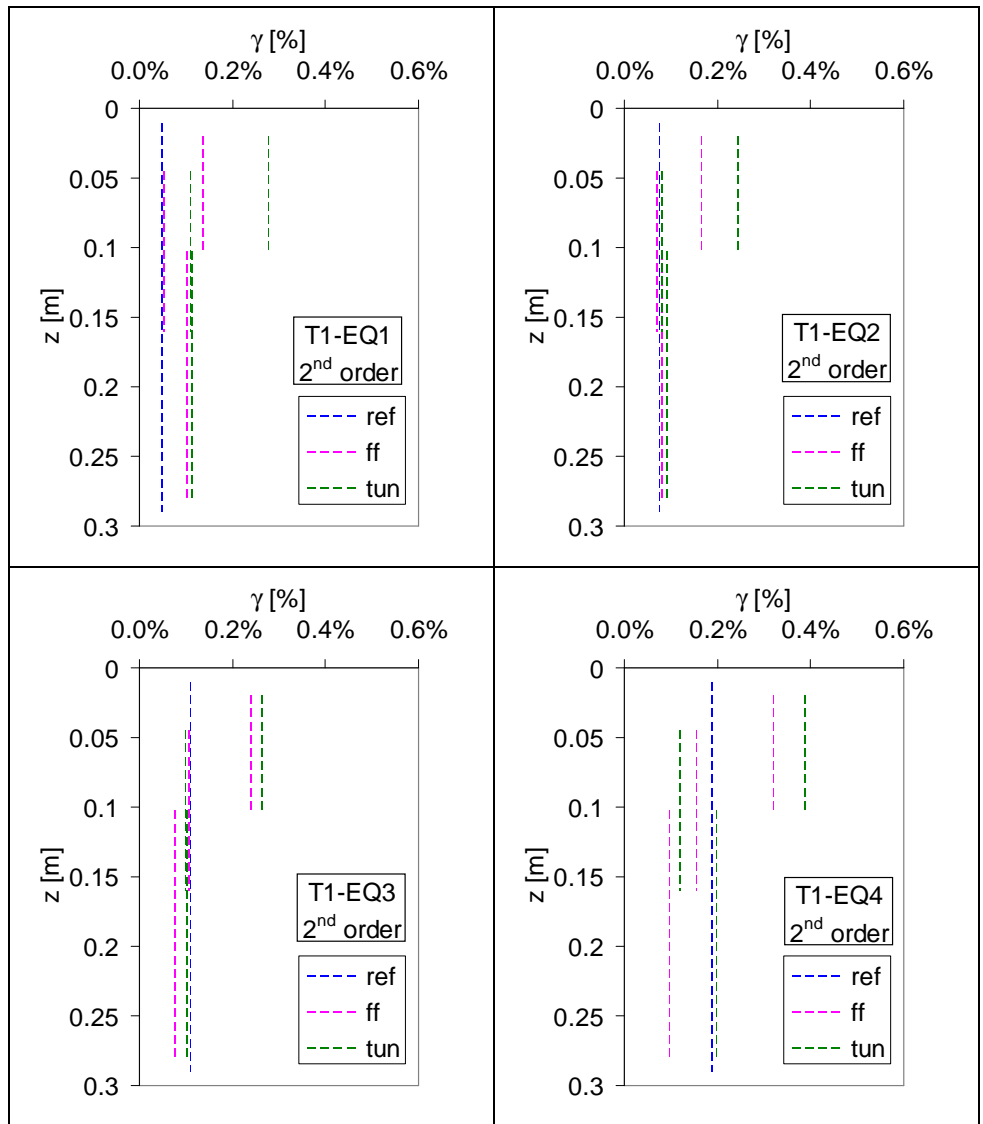 γ [%]
0.0% 0.2% 0.4% 0.6%
0
0.05
0.1
0.15
0.2
0.25
0.3
z [m]
T1-EQ1
2nd order
ref
ff
tun
γ [%]
0.0% 0.2% 0.4% 0.6%
0
0.05
0.1
0.15
0.2
0.25
0.3
z [m]
T1-EQ2
2nd order
ref
ff
tun
γ [%]
0.0% 0.2% 0.4% 0.6%
0
0.05
0.1
0.15
0.2
0.25
0.3
z [m]
T1-EQ3
2nd order
ref
ff
tun
γ [%]
0.0% 0.2% 0.4% 0.6%
0
0.05
0.1
0.15
0.2
0.25
0.3
z [m]
T1-EQ4
2nd order
ref
ff
tun